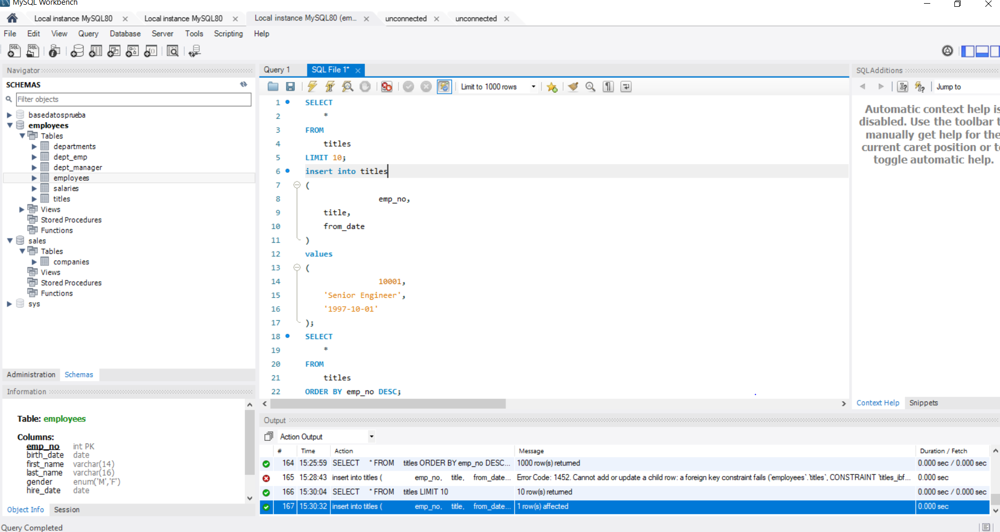 MySQL Workbench
Local instance MySQL80
Local instance MySQL80
Local instance MySQL80 (em...
unconnected
unconnected
File Edit View Query Database Server Tools Scripting Help
Navigator
SCHEMAS
Filter objects
basedatosprueba
employees
Tables
departments
dept_emp
dept_manager
employees
salaries
titles
Views
Stored Procedures
Functions
sales
Tables
companies
Views
Stored Procedures
Functions
sys
Administration Schemas
Information
Table: employees
Columns:
emp_no int PK
birth_date date
first_name varchar(14)
last_name varchar(16)
gender enum('M','F')
hire_date date
Object Info Session
Query Completed
Query 1
SQL File 1*
Limit to 1000 rows
1 SELECT
2 *
3 FROM
4 titles
5 LIMIT 10;
6 insert into titles
7 (
8 emp_no,
9 title,
10 from_date
11 )
12 values
13 (
14 10001,
15 'Senior Engineer',
16 '1997-10-01'
17 );
18 SELECT
19 *
20 FROM
21 titles
22 ORDER BY emp_no DESC;
Output
Action Output
# Time Action Message Duration / Fetch
164 15:25:59 SELECT * FROM titles ORDER BY emp_no DESC... 1000 row(s) returned 0.000 sec / 0.000 sec
165 15:28:43 insert into titles ( emp_no, title, from_date... Error Code: 1452. Cannot add or update a child row: a foreign key constraint fails (`employees`.`titles`, CONSTRAINT `titles_ibf... 0.000 sec
166 15:30:04 SELECT * FROM titles LIMIT 10 10 row(s) returned 0.000 sec / 0.000 sec
167 15:30:32 insert into titles ( emp_no, title, from_date... 1 row(s) affected 0.000 sec
SQLAdditions
Jump to
Automatic context help is
disabled. Use the toolbar t
manually get help for the
current caret position or to
toggle automatic help.
Context Help Snippets